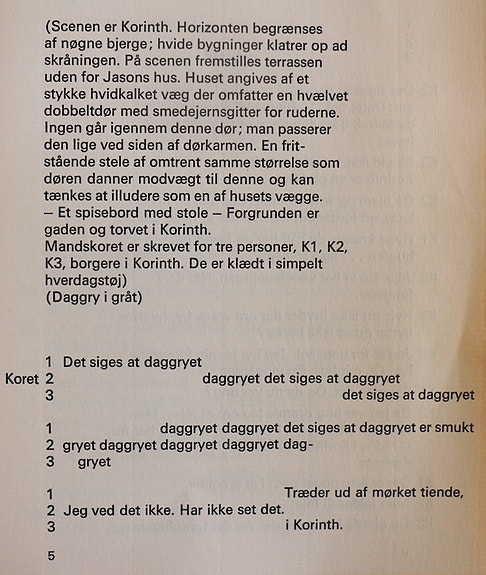 (Scenen er Korinth. Horizonten begrænses
af nøgne bjerge; hvide bygninger klatrer op ad
skråningen. På scenen fremstilles terrassen
uden for Jasons hus. Huset angives af et
stykke hvidkalket væg der omfatter en hvælvet
dobbeltdør med smedejernsgitter for ruderne.
Ingen går igennem denne dør; man passerer
den lige ved siden af dørkarmen. En frit-
stående stele af omtrent samme størrelse som
døren danner modvægt til denne og kan
tænkes at illudere som en af husets vægge.
– Et spisebord med stole – Forgrunden er
gaden og torvet i Korinth.
Mandskoret er skrevet for tre personer, K1, K2,
K3, borgere i Korinth. De er klædt i simpelt
hverdagstøj)
(Daggry i gråt)
1 Det siges at daggryet
Koret 2 daggryet det siges at daggryet
3 det siges at daggryet
1 daggryet daggryet det siges at daggryet er smukt
2 gryet daggryet daggryet daggryet dag-
3 gryet
1 Træder ud af mørket tiende,
2 Jeg ved det ikke. Har ikke set det.
3 i Korinth.
5